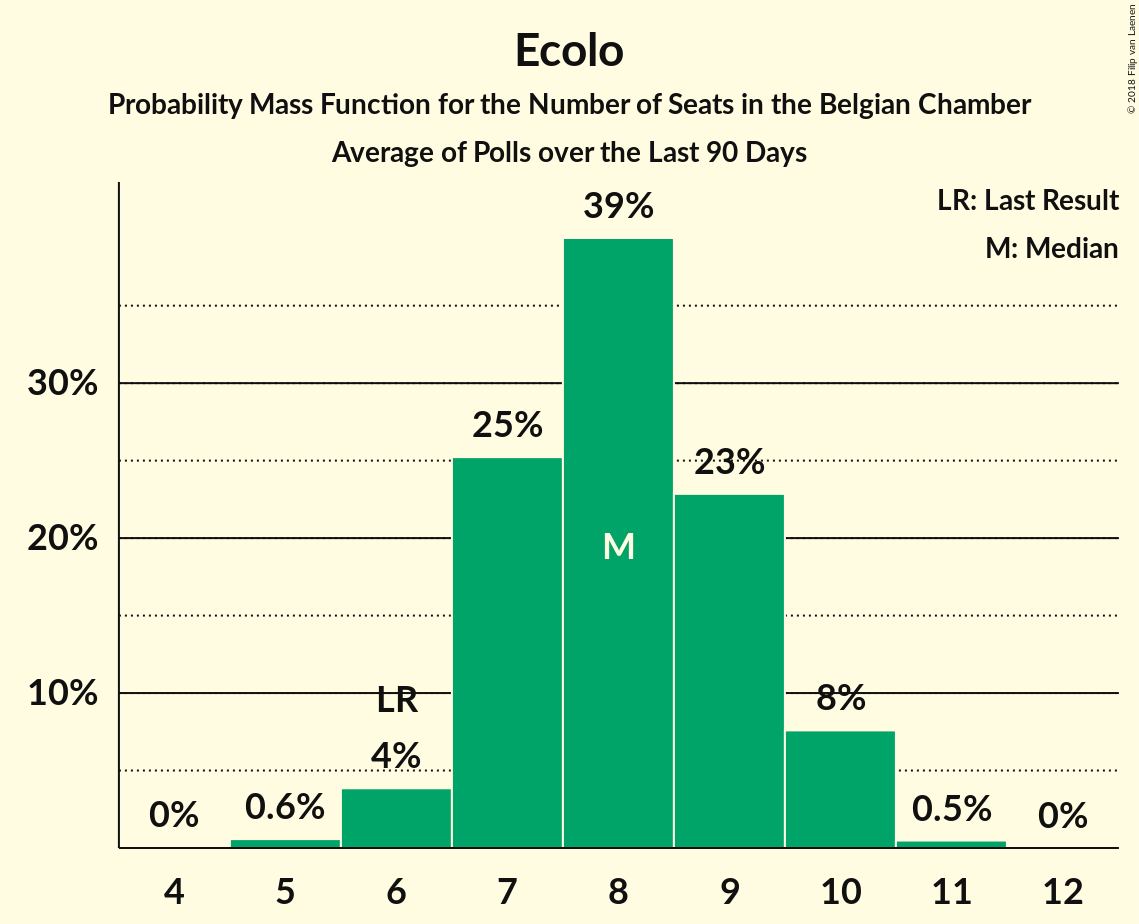 Ecolo
Probability Mass Function for the Number of Seats in the Belgian Chamber
Average of Polls over the Last 90 Days
© 2018 Filip van Laenen
LR: Last Result
M: Median
39%
30%
25%
23%
20%
M
10%
LR
8%
4%
0%
0.6%
0.5%
0%
4 5 6 7 8 9 10 11 12